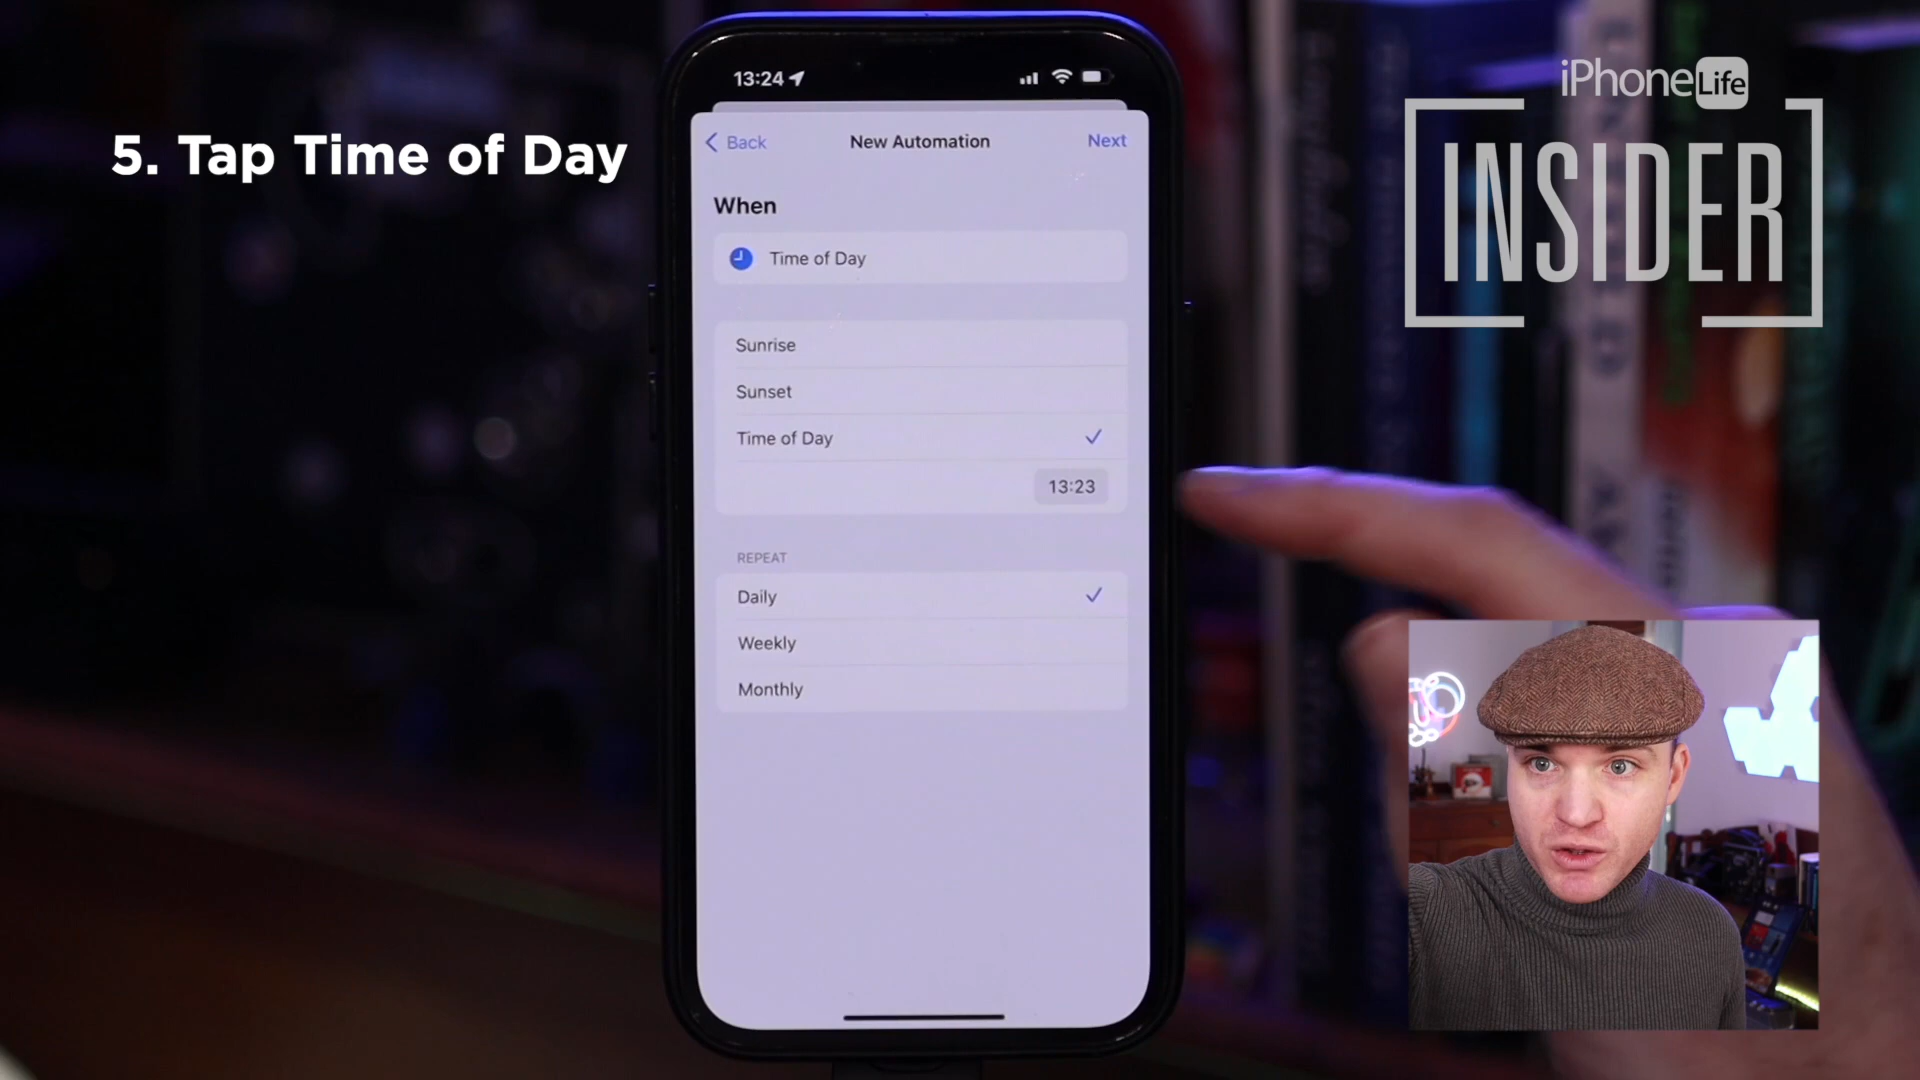 5. Tap Time of Day
13:24
Back
New Automation
Next
When
Time of Day
Sunrise
Sunset
Time of Day
13:23
REPEAT
Daily
Weekly
Monthly
iPhoneLife
INSIDER